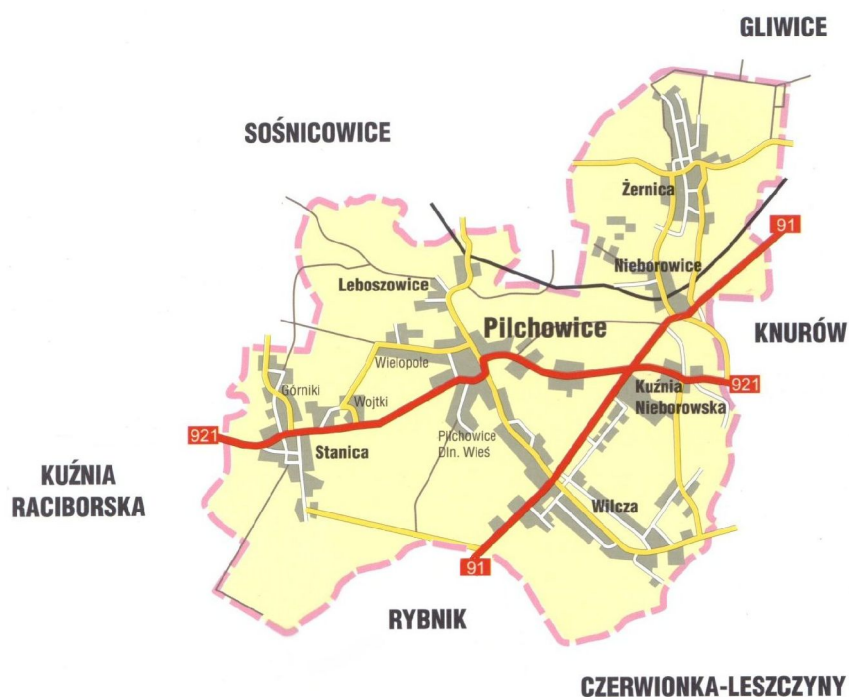 GLIWICE
SOŚNICOWICE
Żernica
91
Nieborowice
Leboszowice
Pilchowice
KNURÓW
Wielopole
Górniki
Kuźnia
Nieborowska
921
Wojtki
921
Stanica
Pilchowice
Dln. Wieś
KUŹNIA
RACIBORSKA
Wilcza
91
RYBNIK
CZERWIONKA-LESZCZYNY